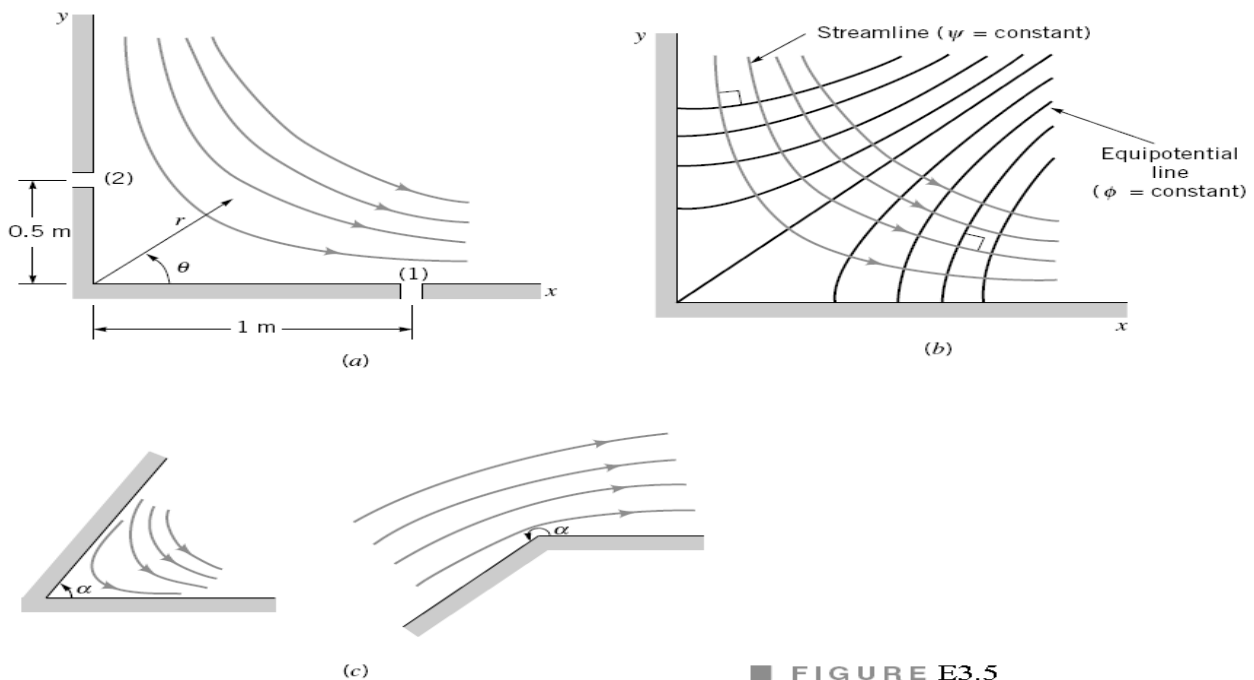 y
(2)
0.5 m
r
θ
(1)
x
1 m
(a)
y
Streamline (ψ = constant)
Equipotential
line
(ϕ = constant)
x
(b)
α
α
(c)
FIGURE E3.5